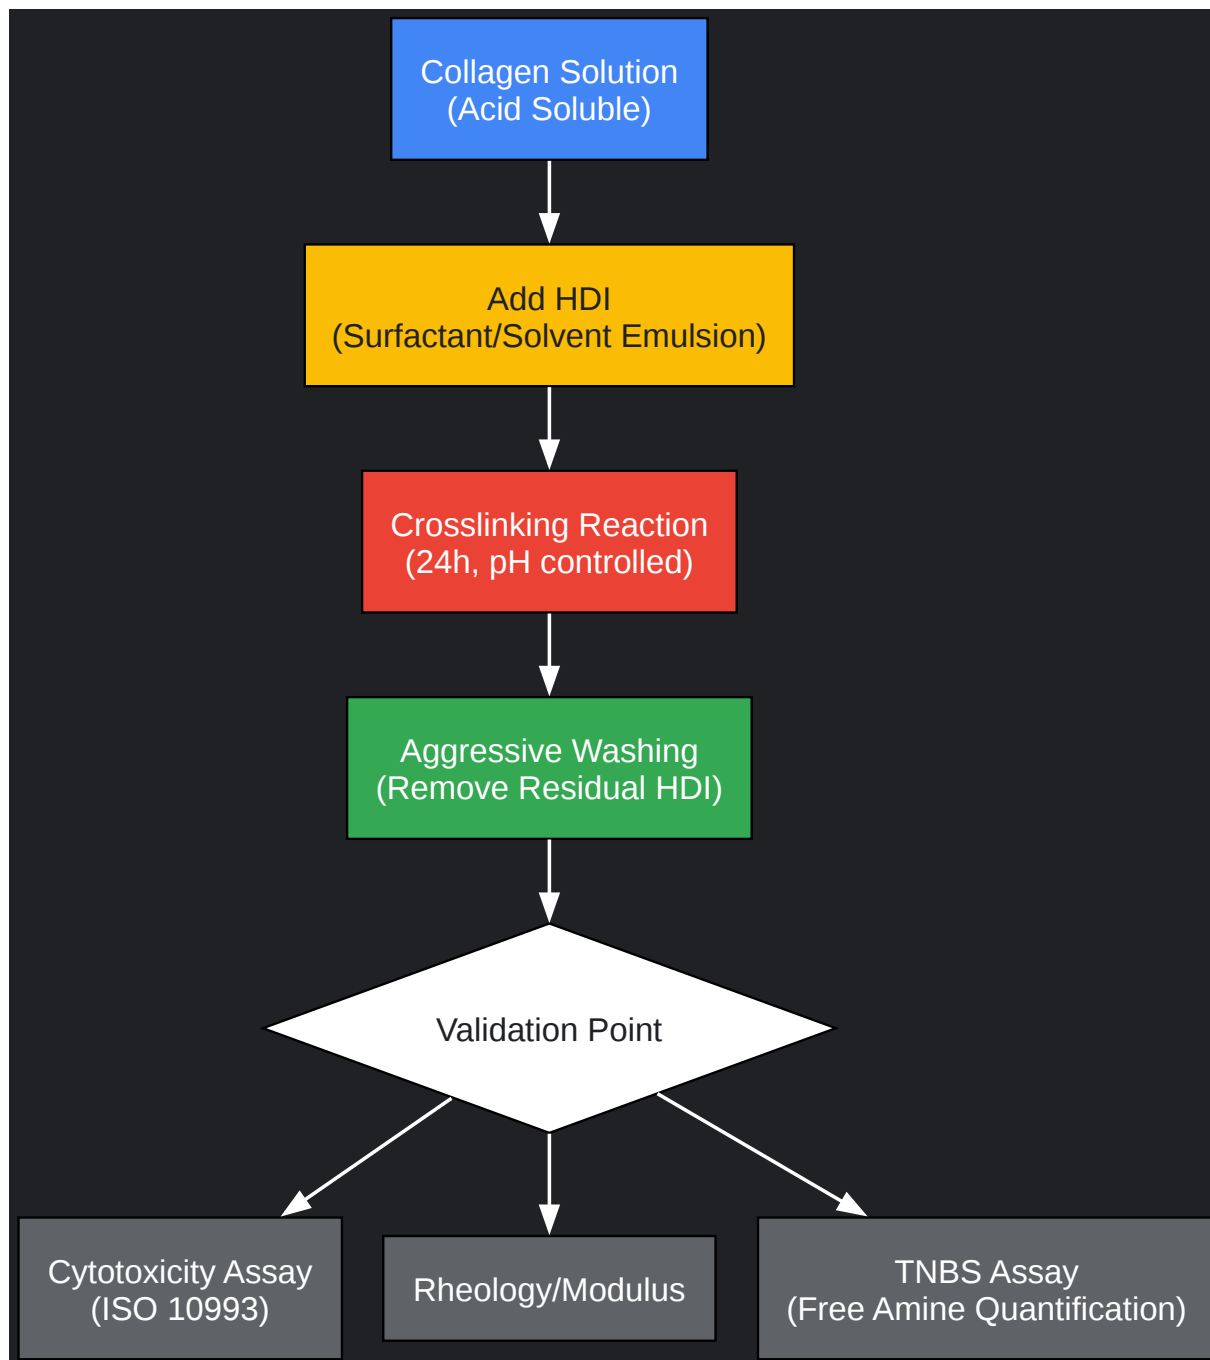 Collagen Solution
(Acid Soluble)
Add HDI
(Surfactant/Solvent Emulsion)
Crosslinking Reaction
(24h, pH controlled)
Aggressive Washing
(Remove Residual HDI)
Validation Point
Cytotoxicity Assay
(ISO 10993)
Rheology/Modulus
TNBS Assay
(Free Amine Quantification)